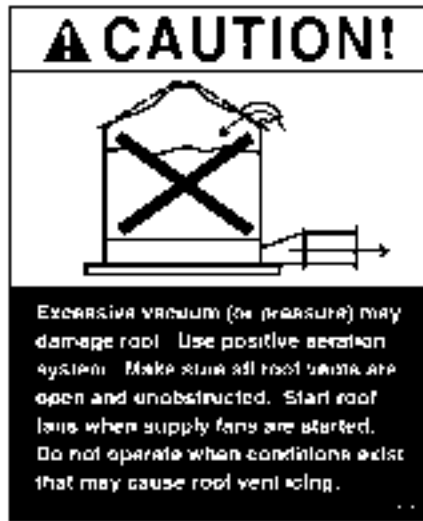 CAUTION!
Excessive vacuum (or pressure) may
damage roof. Use positive aeration
system. Make sure all roof vents are
open and unobstructed. Start roof
fans when supply fans are started.
Do not operate when conditions exist
that may cause roof vent icing.